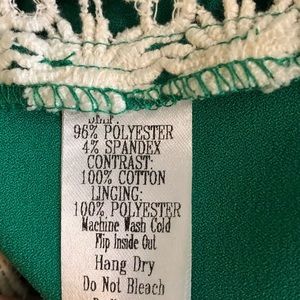 96% POLYESTER
4% SPANDEX
CONTRAST:
100% COTTON
LINGING:
100% POLYESTER
Machine Wash Cold
Flip Inside Out
Hang Dry
Do Not Bleach